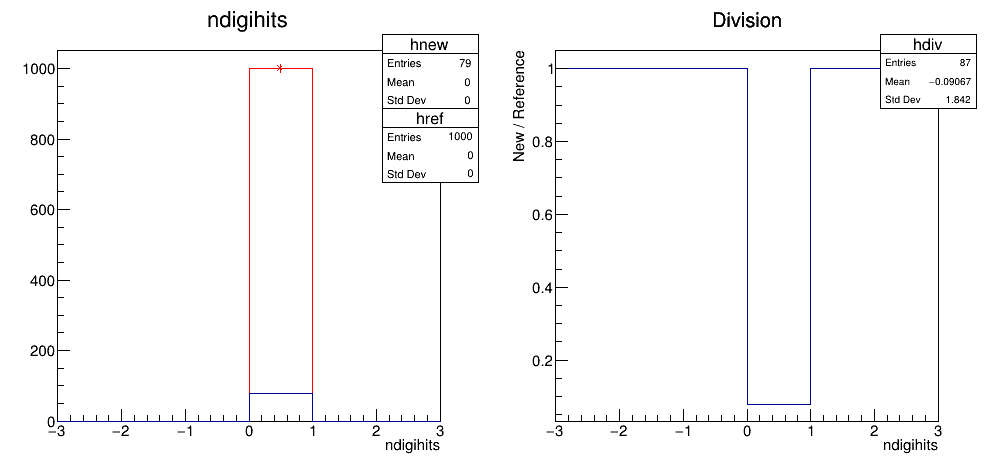 ndigihits
hnew
Entries 79
Mean 0
Std Dev 0
href
Entries 1000
Mean 0
Std Dev 0
1000
800
600
400
200
0
−3 −2 −1 0 1 2 3
ndigihits
Division
hdiv
Entries 87
Mean −0.09067
Std Dev 1.842
New / Reference
1
0.8
0.6
0.4
0.2
−3 −2 −1 0 1 2 3
ndigihits